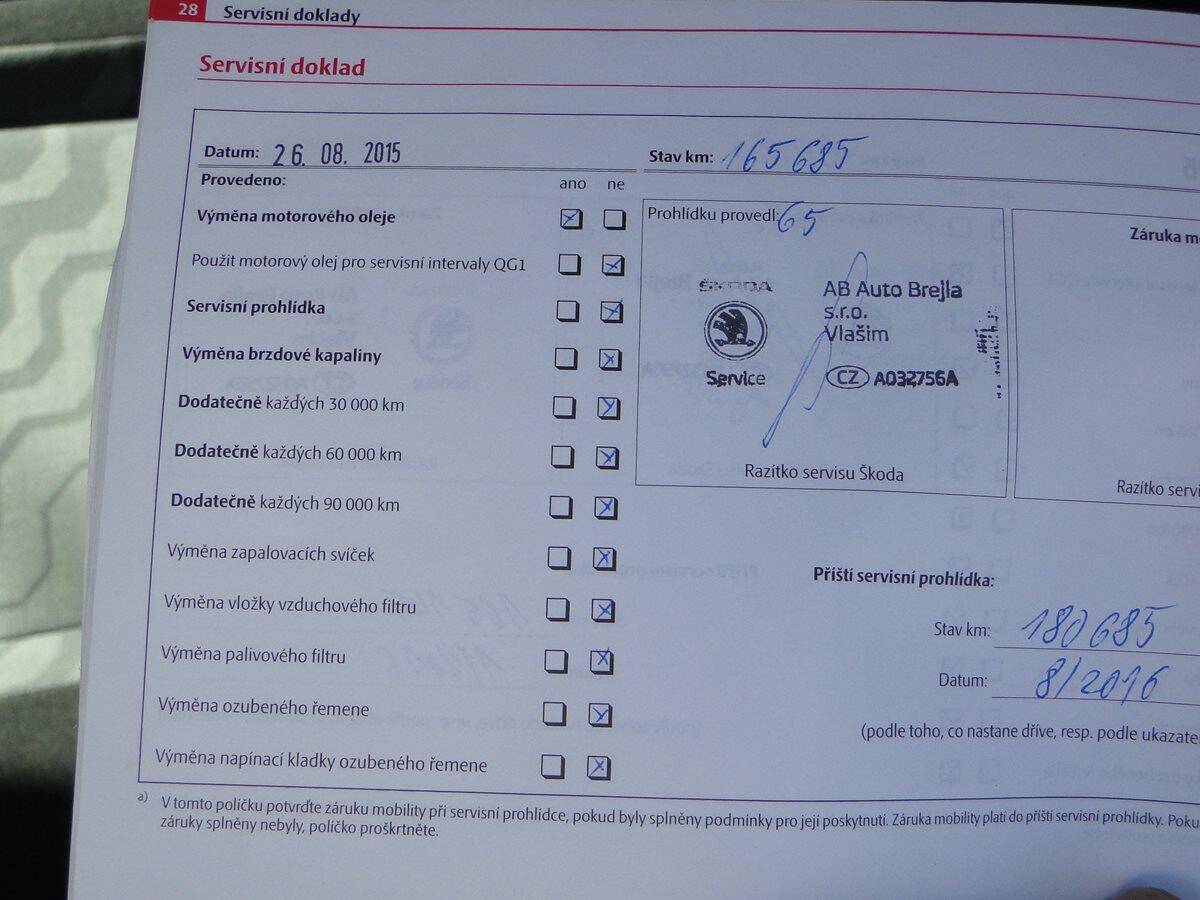 28 Servisní doklady
Servisní doklad
Datum: 26. 08. 2015
Stav km: 165685
Provedeno: ano ne
Výměna motorového oleje
Použit motorový olej pro servisní intervaly QG1
Servisní prohlídka
Výměna brzdové kapaliny
Dodatečně každých 30 000 km
Dodatečně každých 60 000 km
Dodatečně každých 90 000 km
Výměna zapalovacích svíček
Výměna vložky vzduchového filtru
Výměna palivového filtru
Výměna ozubeného řemene
Výměna napínací kladky ozubeného řemene
Prohlídku provedl: 65
ŠKODA
Service
AB Auto Brejla
s.r.o.
Vlašim
CZ A032756A
Razítko servisu Škoda
Záruka m
Razítko servi
Příští servisní prohlídka:
Stav km: 180685
Datum: 8/2016
(podle toho, co nastane dříve, resp. podle ukazate
a) V tomto políčku potvrďte záruku mobility při servisní prohlídce, pokud byly splněny podmínky pro její poskytnutí. Záruka mobility platí do příští servisní prohlídky. Poku
záruky splněny nebyly, políčko proškrtněte.